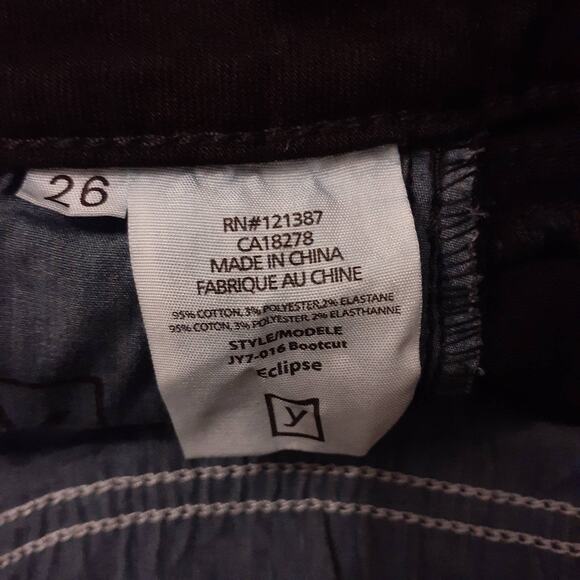 26
RN#121387
CA18278
MADE IN CHINA
FABRIQUE AU CHINE
95% COTTON, 3% POLYESTER,2% ELASTANE
95% COTON, 3% POLYESTER, 2% ELASTHANNE
STYLE/MODELE
JY7-016 Bootcut
Eclipse
y